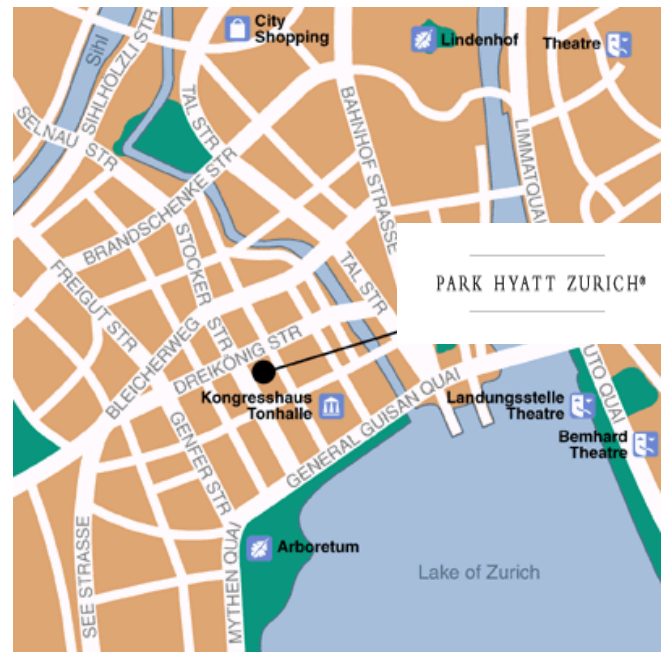 City
Shopping
Lindenhof
Theatre
Sihl
SIHLHÖLZLI STR
SELNAU STR
TAL STR
BAHNHOF STRASSE
LIMMATQUAI
BRANDSCHENKE STR
STOCKER STR
FREIGUT STR
TAL STR
PARK HYATT ZURICH®
BLEICHERWEG
DREIKÖNIG STR
Kongresshaus
Tonhalle
GENERAL GUISAN QUAI
Landungsstelle
Theatre
UTO QUAI
Bemhard
Theatre
GENFER STR
Arboretum
Lake of Zurich
SEE STRASSE
MYTHEN QUAI